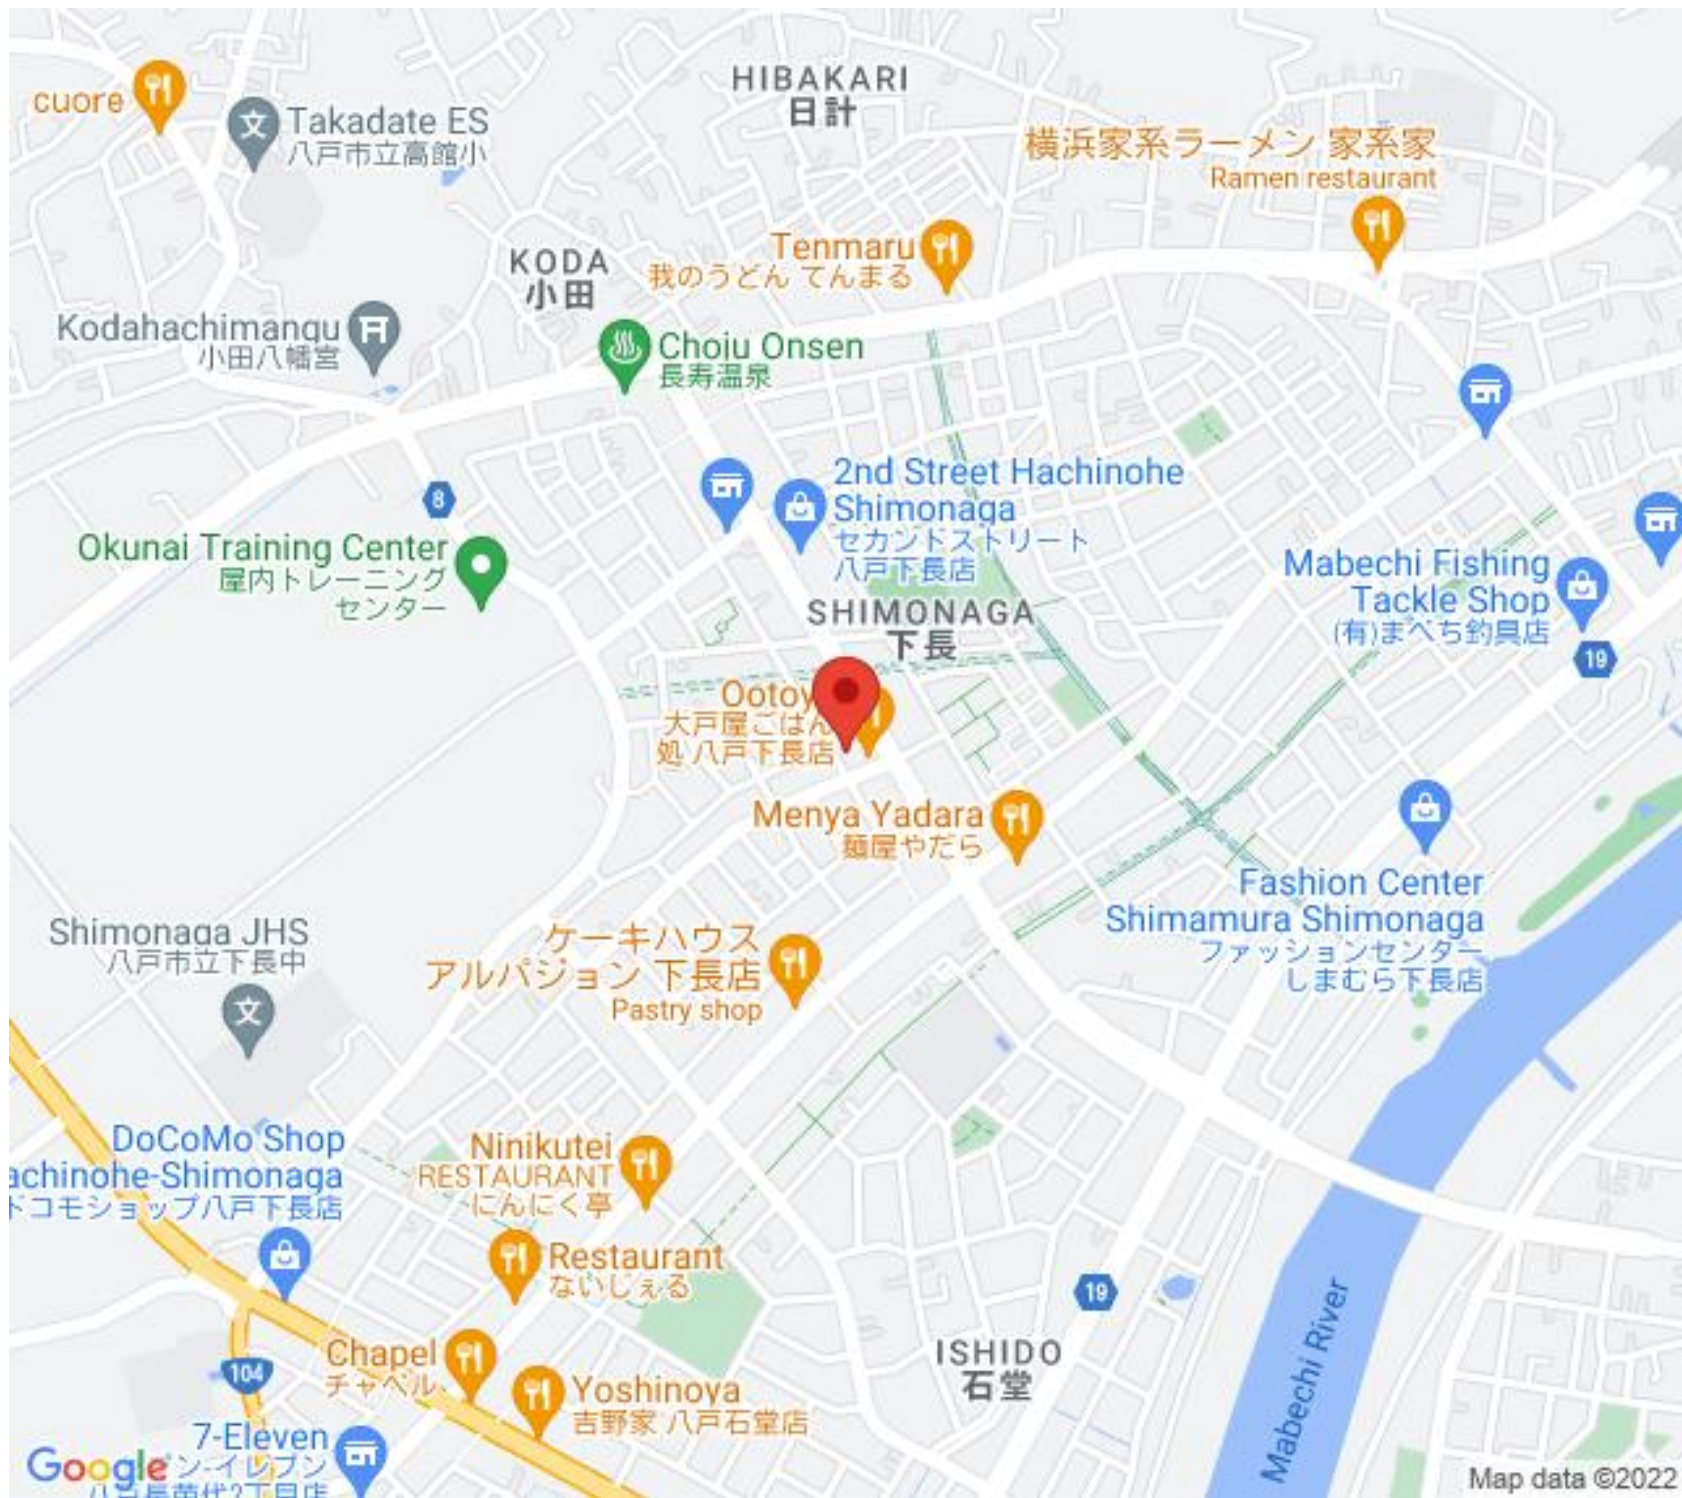 HIBAKARI
日計
cuore
Takadate ES
八戸市立高館小
横浜家系ラーメン 家系家
Ramen restaurant
Tenmaru
我のうどん てんまる
KODA
小田
Kodahachimangu
小田八幡宮
Choju Onsen
長寿温泉
8
2nd Street Hachinohe
Shimonaga
セカンドストリート
八戸下長店
Okunai Training Center
屋内トレーニング
センター
Mabechi Fishing
Tackle Shop
(有)まべち釣具店
19
SHIMONAGA
下長
Ootoy
大戸屋ごはん
処 八戸下長店
Menya Yadara
麺屋やだら
Fashion Center
Shimamura Shimonaga
ファッションセンター
しまむら下長店
Shimonaga JHS
八戸市立下長中
文
文
ケーキハウス
アルパジョン 下長店
Pastry shop
DoCoMo Shop
achinohe-Shimonaga
ドコモショップ八戸下長店
Ninikutei
RESTAURANT
にんにく亭
Restaurant
ないじぇる
19
Mabechi River
ISHIDO
石堂
104
Chapel
チャペル
Yoshinoya
吉野家 八戸石堂店
7-Eleven
ン-イレブン
Google
Map data ©2022